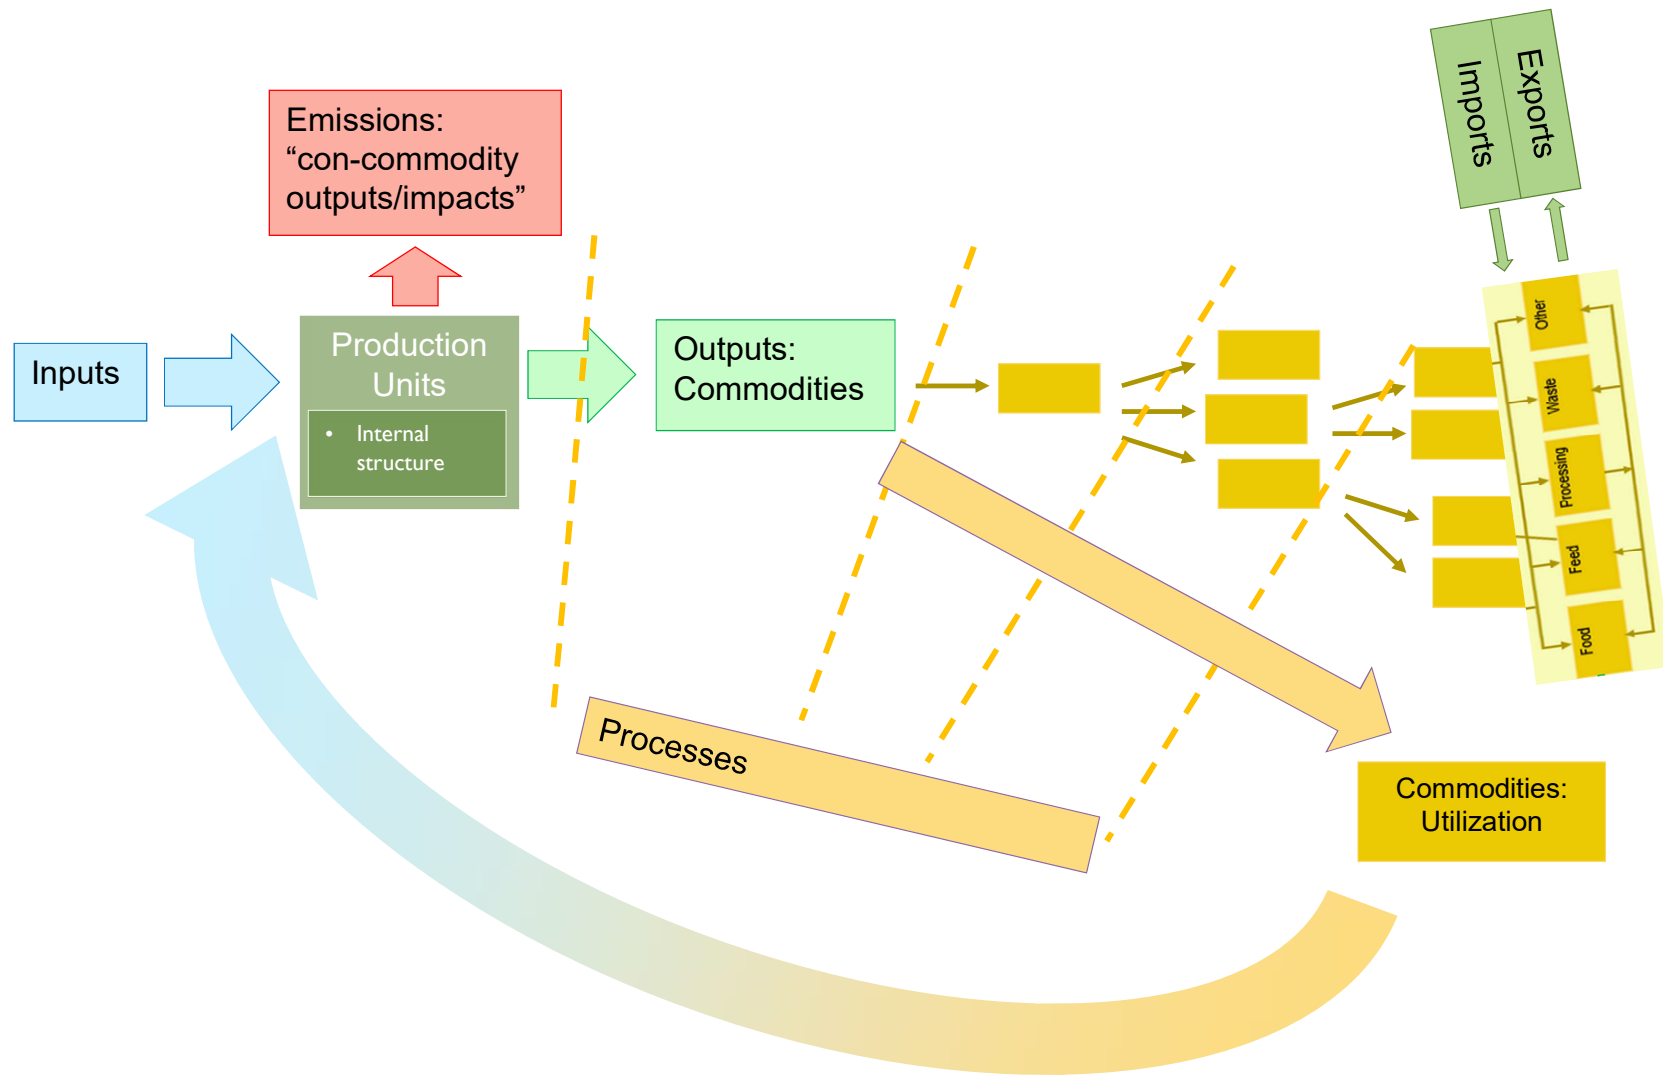 Emissions:
“con-commodity
outputs/impacts”
Imports
Exports
Inputs
Production
Units
• Internal
structure
Outputs:
Commodities
Other
Waste
Processing
Feed
Food
Processes
Commodities:
Utilization